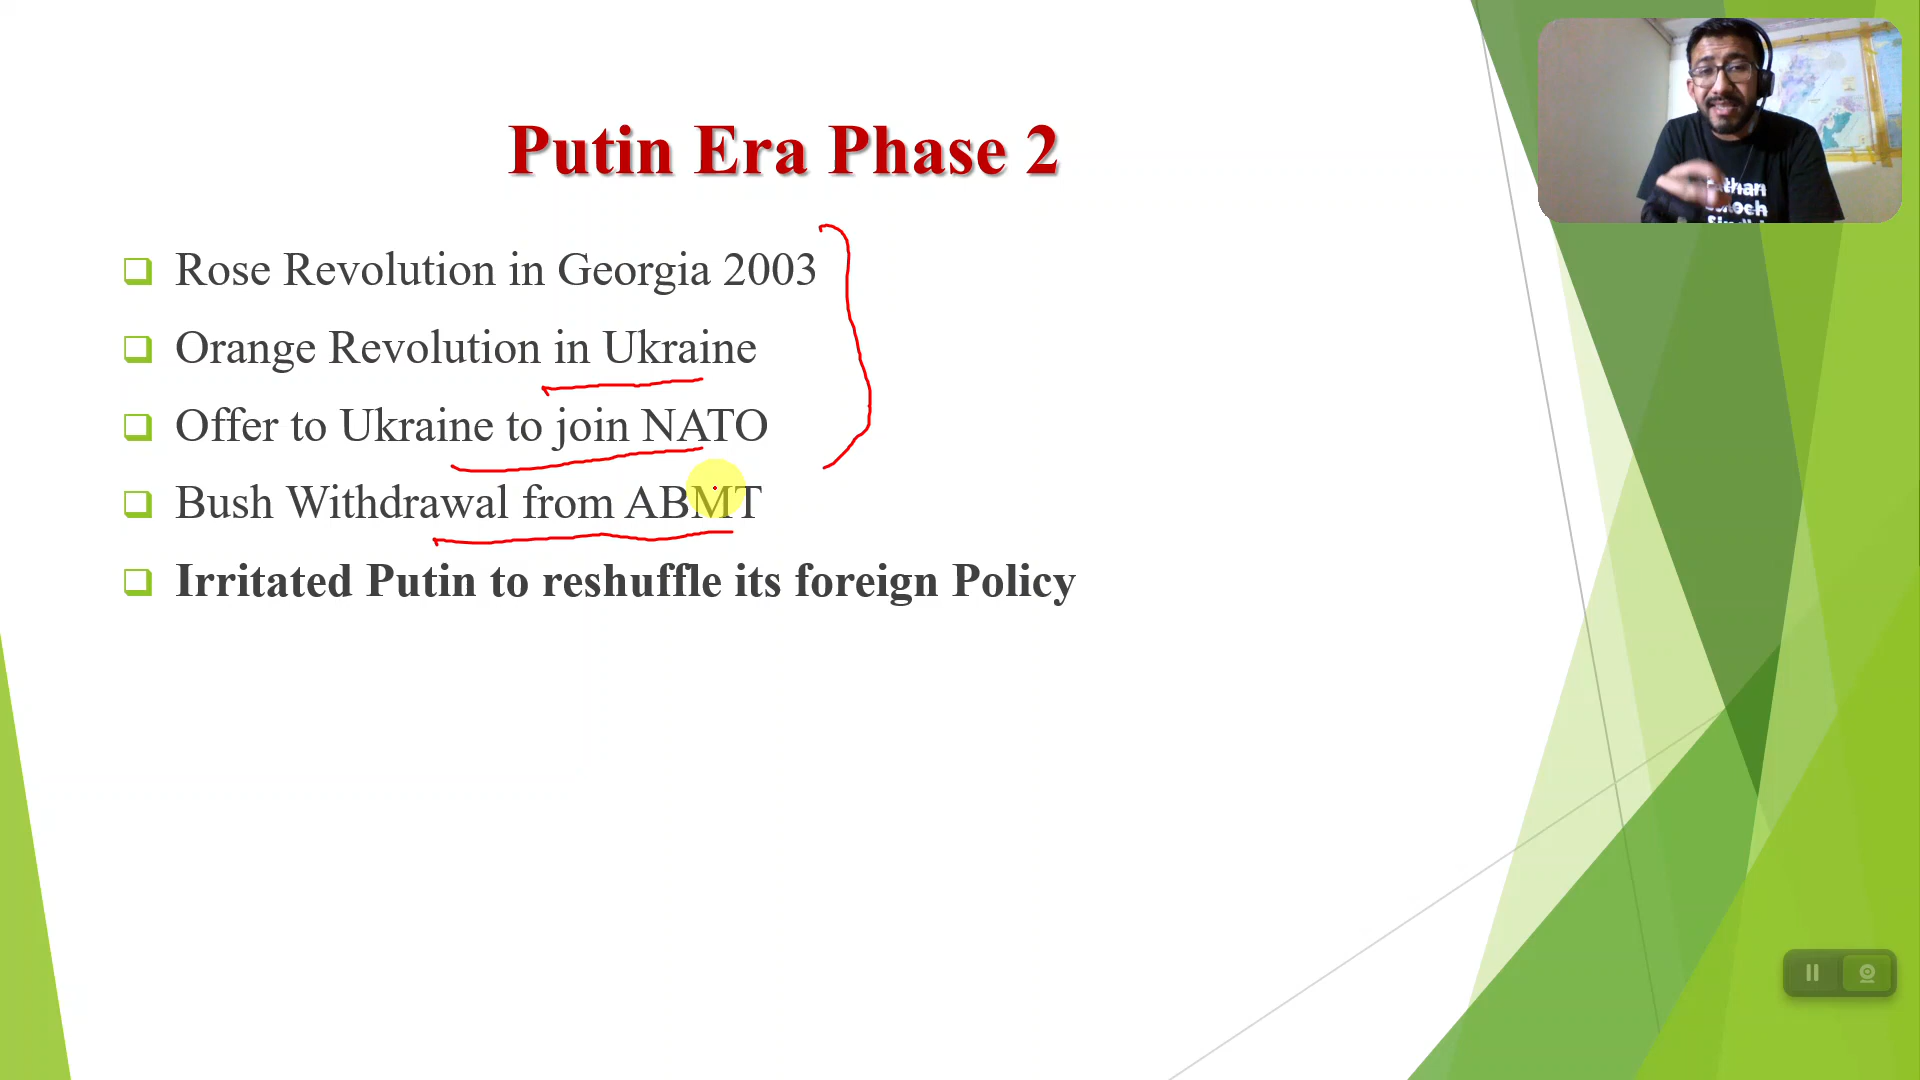 Putin Era Phase 2
Rose Revolution in Georgia 2003
Orange Revolution in Ukraine
Offer to Ukraine to join NATO
Bush Withdrawal from ABMT
Irritated Putin to reshuffle its foreign Policy